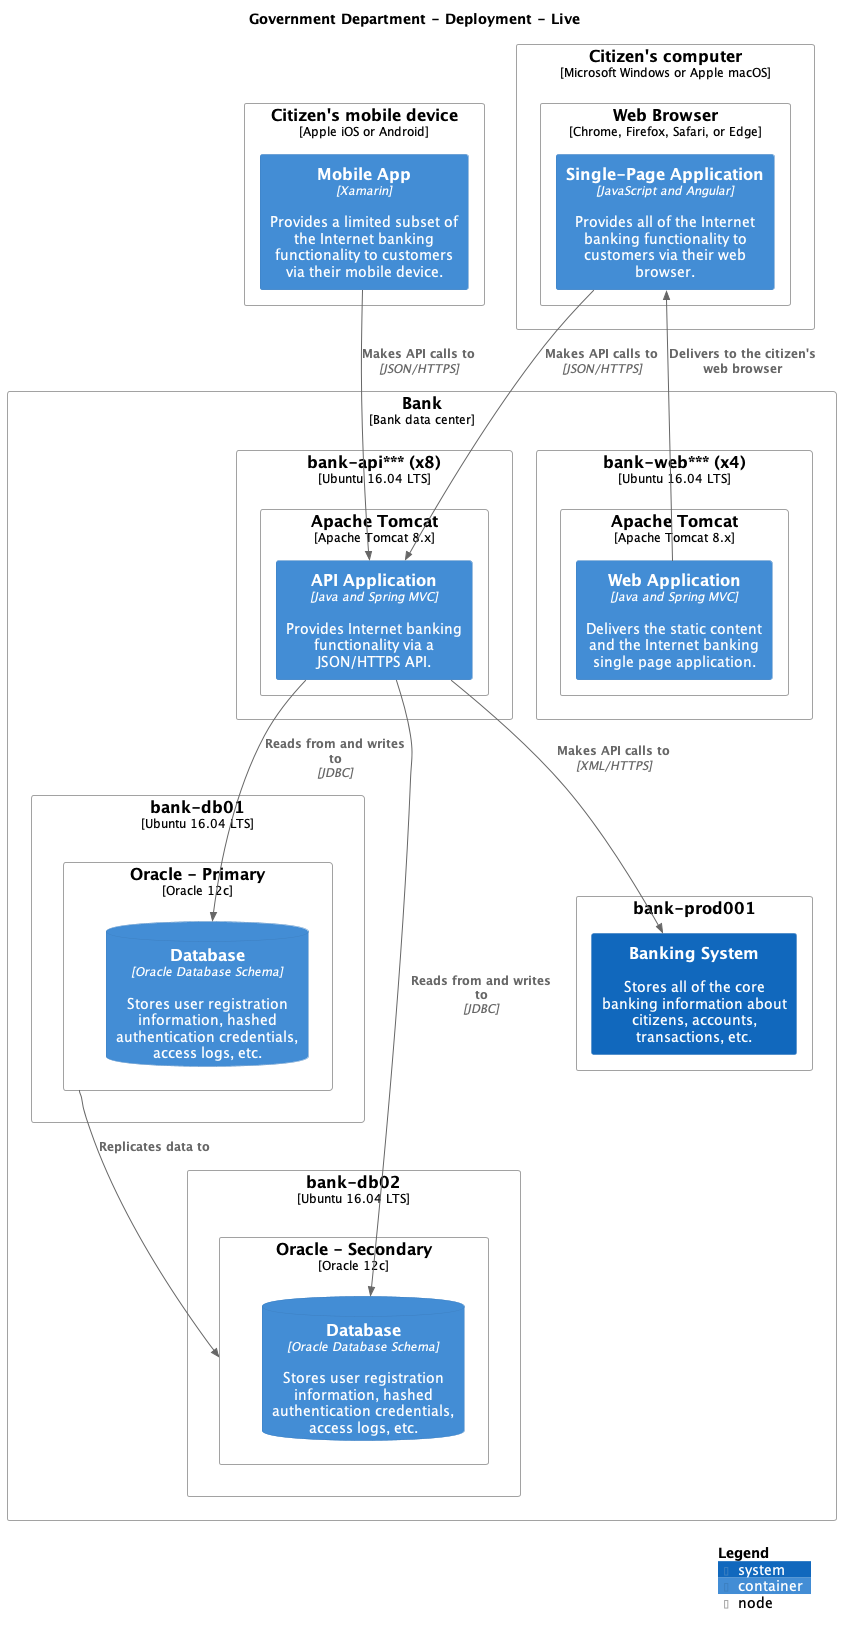 Government Department - Deployment - Live
Citizen's computer
[Microsoft Windows or Apple macOS]
Citizen's mobile device
[Apple iOS or Android]
Web Browser
[Chrome, Firefox, Safari, or Edge]
Mobile App
[Xamarin]
Provides a limited subset of
the Internet banking
functionality to customers
via their mobile device.
Single-Page Application
[JavaScript and Angular]
Provides all of the Internet
banking functionality to
customers via their web
browser.
Makes API calls to
[JSON/HTTPS]
Makes API calls to
[JSON/HTTPS]
Delivers to the citizen's
web browser
Bank
[Bank data center]
bank-api*** (x8)
[Ubuntu 16.04 LTS]
Apache Tomcat
[Apache Tomcat 8.x]
API Application
[Java and Spring MVC]
Provides Internet banking
functionality via a
JSON/HTTPS API.
bank-web*** (x4)
[Ubuntu 16.04 LTS]
Apache Tomcat
[Apache Tomcat 8.x]
Web Application
[Java and Spring MVC]
Delivers the static content
and the Internet banking
single page application.
Reads from and writes
to
[JDBC]
Makes API calls to
[XML/HTTPS]
bank-db01
[Ubuntu 16.04 LTS]
Oracle - Primary
[Oracle 12c]
Database
[Oracle Database Schema]
Stores user registration
information, hashed
authentication credentials,
access logs, etc.
Reads from and writes
to
[JDBC]
bank-prod001
Banking System
Stores all of the core
banking information about
citizens, accounts,
transactions, etc.
Replicates data to
bank-db02
[Ubuntu 16.04 LTS]
Oracle - Secondary
[Oracle 12c]
Database
[Oracle Database Schema]
Stores user registration
information, hashed
authentication credentials,
access logs, etc.
Legend
system
container
node